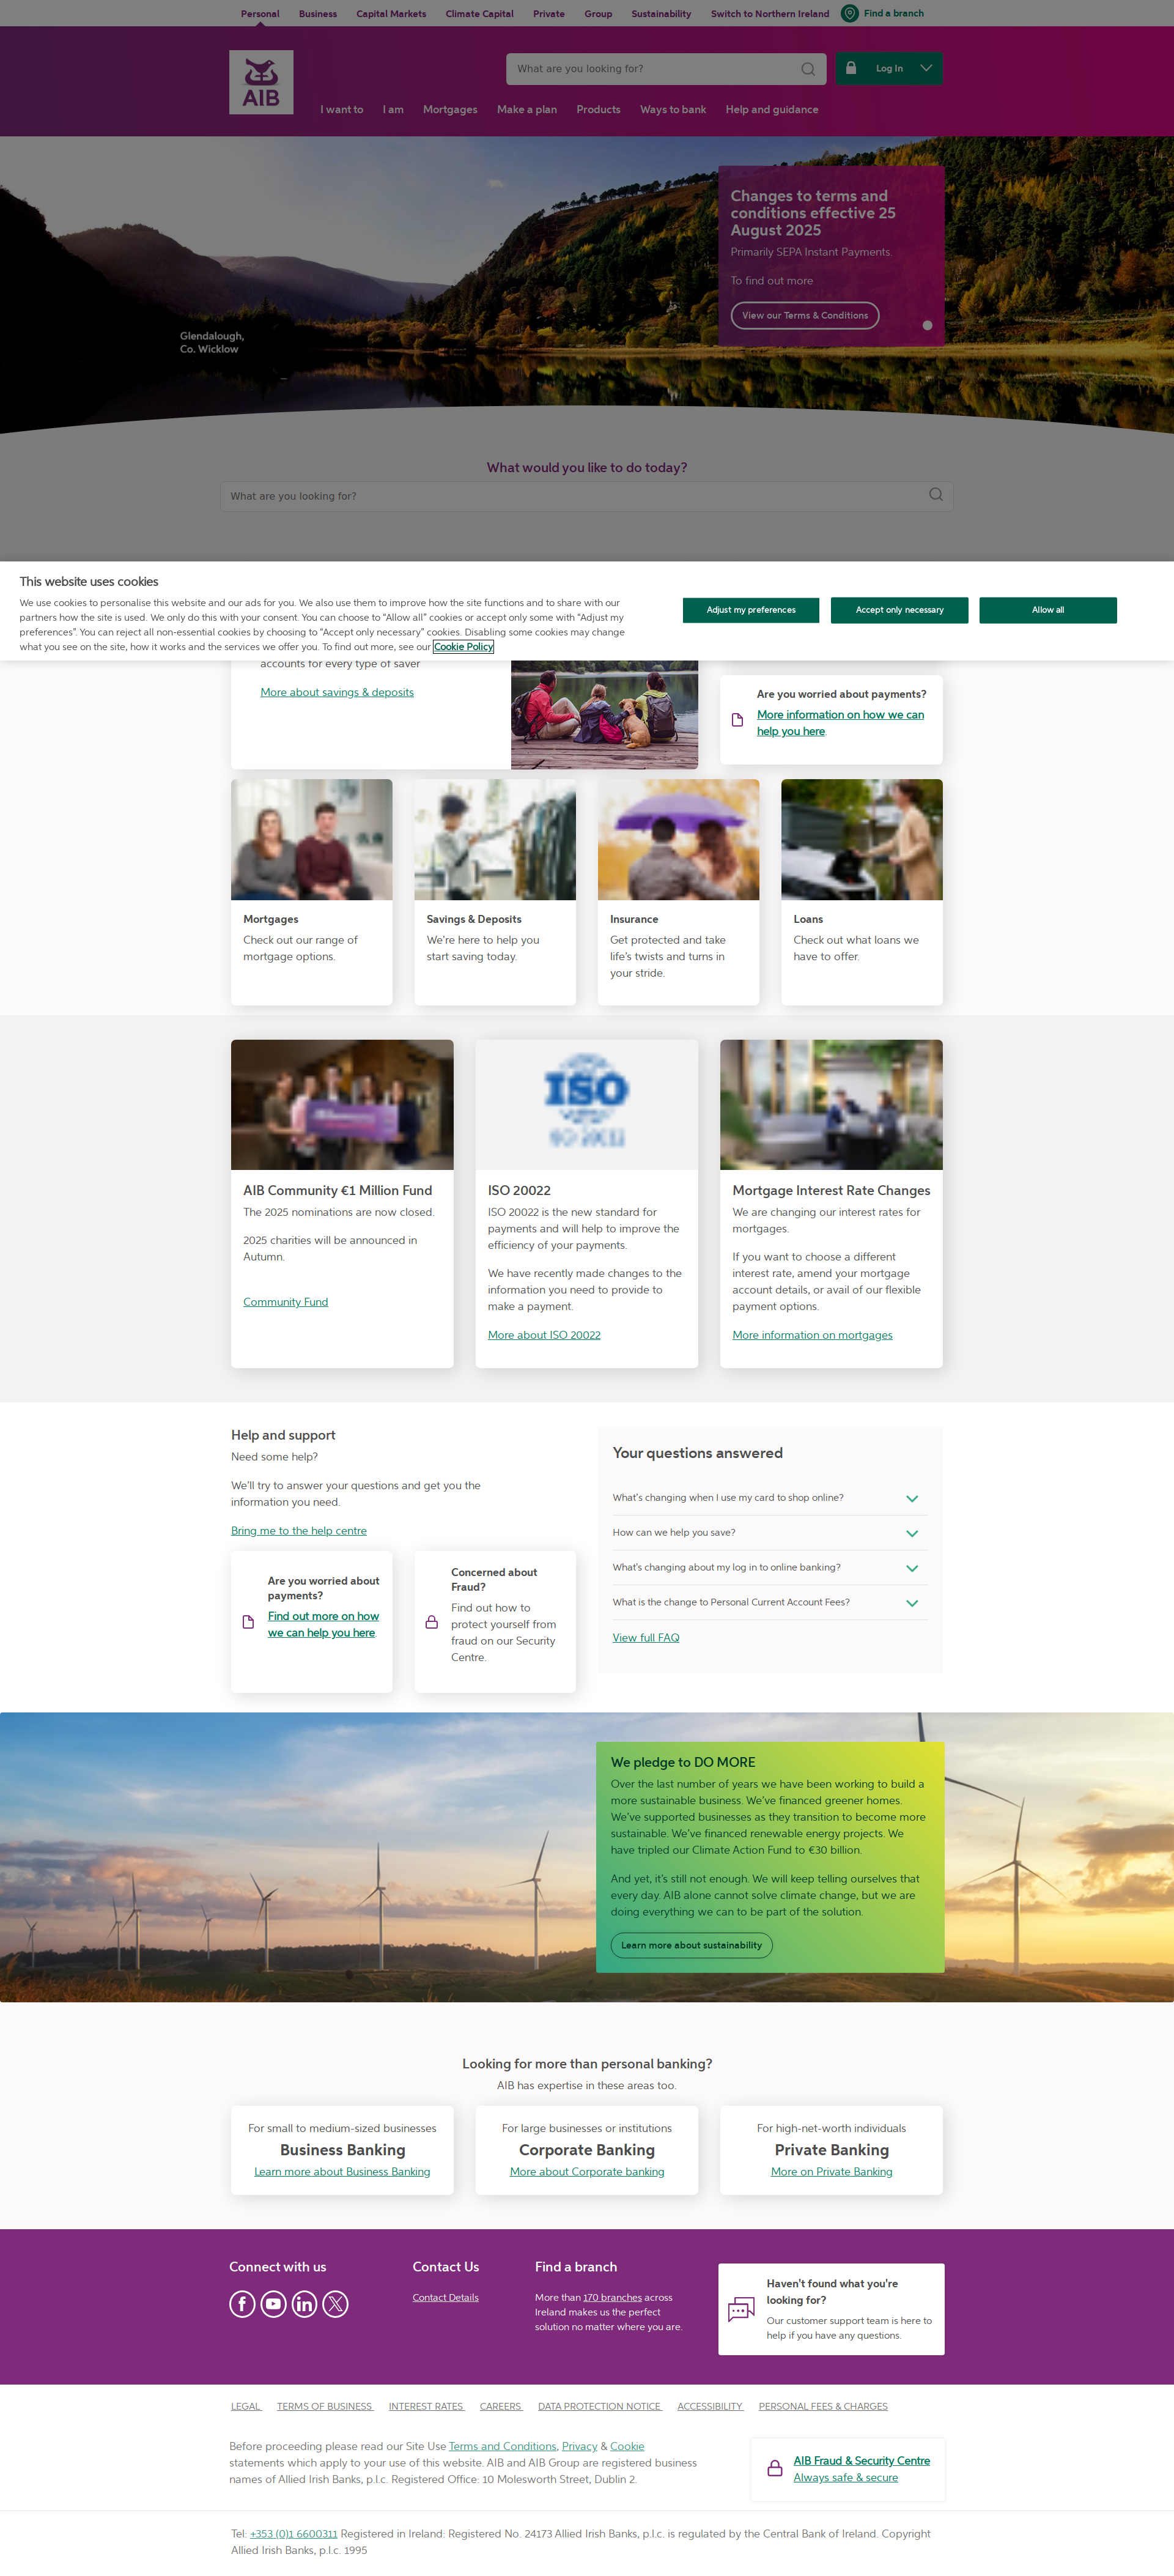 Personal Business Capital Markets Climate Capital Private Group Sustainability Switch to Northern Ireland Find a branch
What are you looking for?
Log In
AIB
I want to I am Mortgages Make a plan Products Ways to bank Help and guidance
Changes to terms and
conditions effective 25
August 2025
Primarily SEPA Instant Payments.
To find out more
View our Terms & Conditions
Glendalough,
Co. Wicklow
What would you like to do today?
What are you looking for?
This website uses cookies
We use cookies to personalise this website and our ads for you. We also use them to improve how the site functions and to share with our
partners how the site is used. We only do this with your consent. You can choose to “Allow all” cookies or accept only some with “Adjust my
preferences”. You can reject all non-essential cookies by choosing to “Accept only necessary” cookies. Disabling some cookies may change
what you see on the site, how it works and the services we offer you. To find out more, see our Cookie Policy
Adjust my preferences
Accept only necessary
Allow all
accounts for every type of saver
More about savings & deposits
Are you worried about payments?
More information on how we can
help you here.
Mortgages
Check out our range of
mortgage options.
Savings & Deposits
We're here to help you
start saving today.
Insurance
Get protected and take
life's twists and turns in
your stride.
Loans
Check out what loans we
have to offer.
AIB Community €1 Million Fund
The 2025 nominations are now closed.
2025 charities will be announced in
Autumn.
Community Fund
ISO
ISO 20022
ISO 20022 is the new standard for
payments and will help to improve the
efficiency of your payments.
We have recently made changes to the
information you need to provide to
make a payment.
More about ISO 20022
Mortgage Interest Rate Changes
We are changing our interest rates for
mortgages.
If you want to choose a different
interest rate, amend your mortgage
account details, or avail of our flexible
payment options.
More information on mortgages
Help and support
Need some help?
We'll try to answer your questions and get you the
information you need.
Bring me to the help centre
Are you worried about
payments?
Find out more on how
we can help you here.
Concerned about
Fraud?
Find out how to
protect yourself from
fraud on our Security
Centre.
Your questions answered
What's changing when I use my card to shop online?
How can we help you save?
What's changing about my log in to online banking?
What is the change to Personal Current Account Fees?
View full FAQ
We pledge to DO MORE
Over the last number of years we have been working to build a
more sustainable business. We've financed greener homes.
We've supported businesses as they transition to become more
sustainable. We've financed renewable energy projects. We
have tripled our Climate Action Fund to €30 billion.
And yet, it's still not enough. We will keep telling ourselves that
every day. AIB alone cannot solve climate change, but we are
doing everything we can to be part of the solution.
Learn more about sustainability
Looking for more than personal banking?
AIB has expertise in these areas too.
For small to medium-sized businesses
Business Banking
Learn more about Business Banking
For large businesses or institutions
Corporate Banking
More about Corporate banking
For high-net-worth individuals
Private Banking
More on Private Banking
Connect with us
Contact Us
Contact Details
Find a branch
More than 170 branches across
Ireland makes us the perfect
solution no matter where you are.
Haven't found what you're
looking for?
Our customer support team is here to
help if you have any questions.
LEGAL TERMS OF BUSINESS INTEREST RATES CAREERS DATA PROTECTION NOTICE ACCESSIBILITY PERSONAL FEES & CHARGES
Before proceeding please read our Site Use Terms and Conditions, Privacy & Cookie
statements which apply to your use of this website. AIB and AIB Group are registered business
names of Allied Irish Banks, p.l.c. Registered Office: 10 Molesworth Street, Dublin 2.
AIB Fraud & Security Centre
Always safe & secure
Tel: +353 (0)1 6600311 Registered in Ireland: Registered No. 24173 Allied Irish Banks, p.l.c. is regulated by the Central Bank of Ireland. Copyright
Allied Irish Banks, p.l.c. 1995